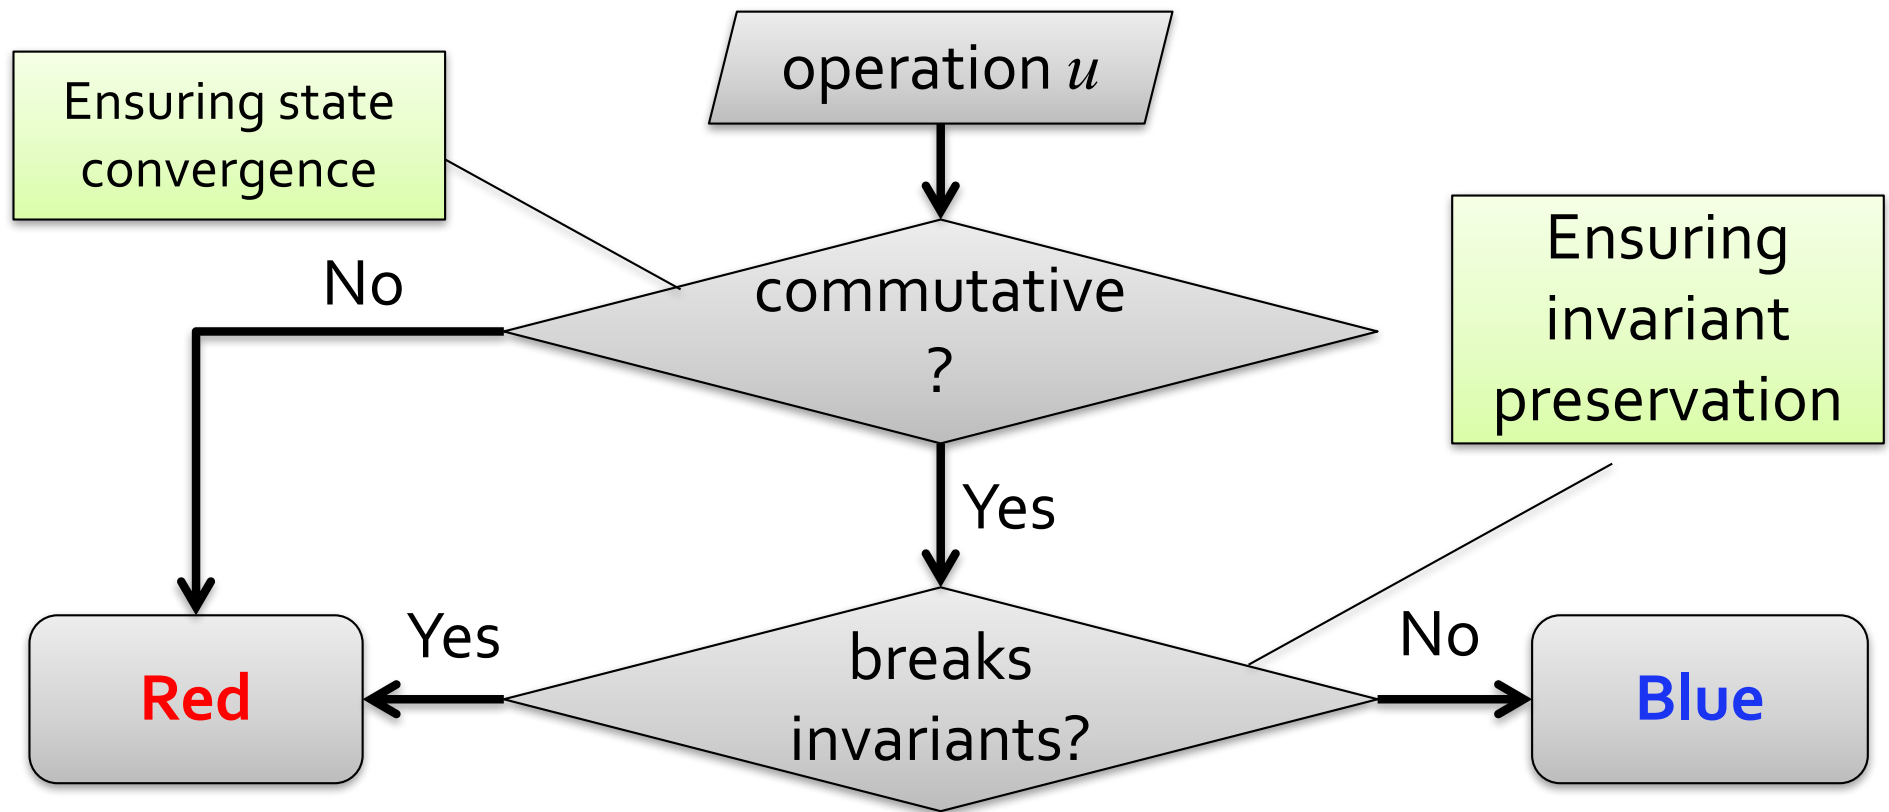 operation u
Ensuring state
convergence
No
commutative
?
Ensuring
invariant
preservation
Yes
Red
Yes
breaks
invariants?
No
Blue